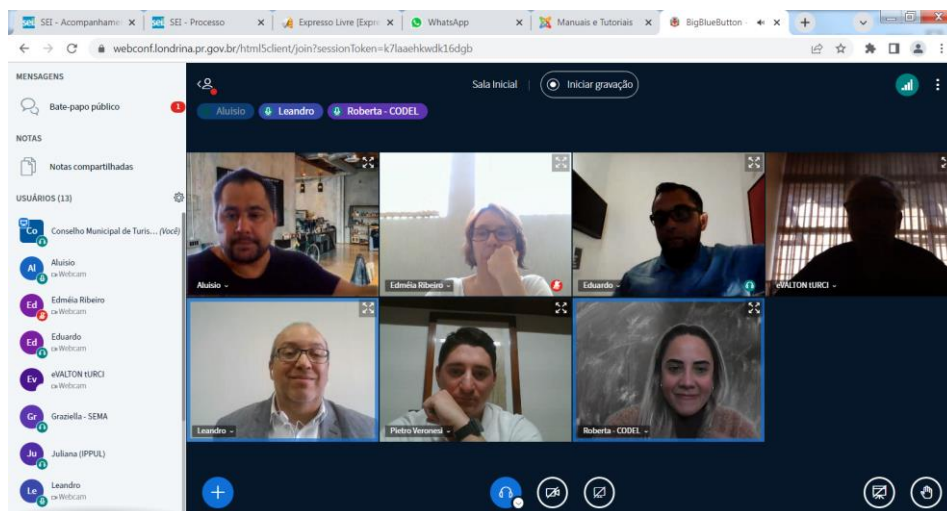 SEI - Acompanhame
SEI - Processo
Expresso Livre [Expre
WhatsApp
Manuais e Tutoriais
BigBlueButton -
webconf.londrina.pr.gov.br/html5client/join?sessionToken=k7laaehkwdk16dgb
MENSAGENS
Bate-papo público
1
NOTAS
Notas compartilhadas
USUÁRIOS (13)
Co
Conselho Municipal de Turis... (Você)
Al
Aluisio
Webcam
Ed
Edméia Ribeiro
Webcam
Ed
Eduardo
Webcam
Ev
eVALTON tURCI
Webcam
Gr
Graziella - SEMA
Ju
Juliana (IPPUL)
Le
Leandro
Webcam
Sala Inicial
Iniciar gravação
Aluisio
Leandro
Roberta - CODEL
Aluisio
Edméia Ribeiro
Eduardo
eVALTON tURCI
Leandro
Pietro Veronesi
Roberta - CODEL